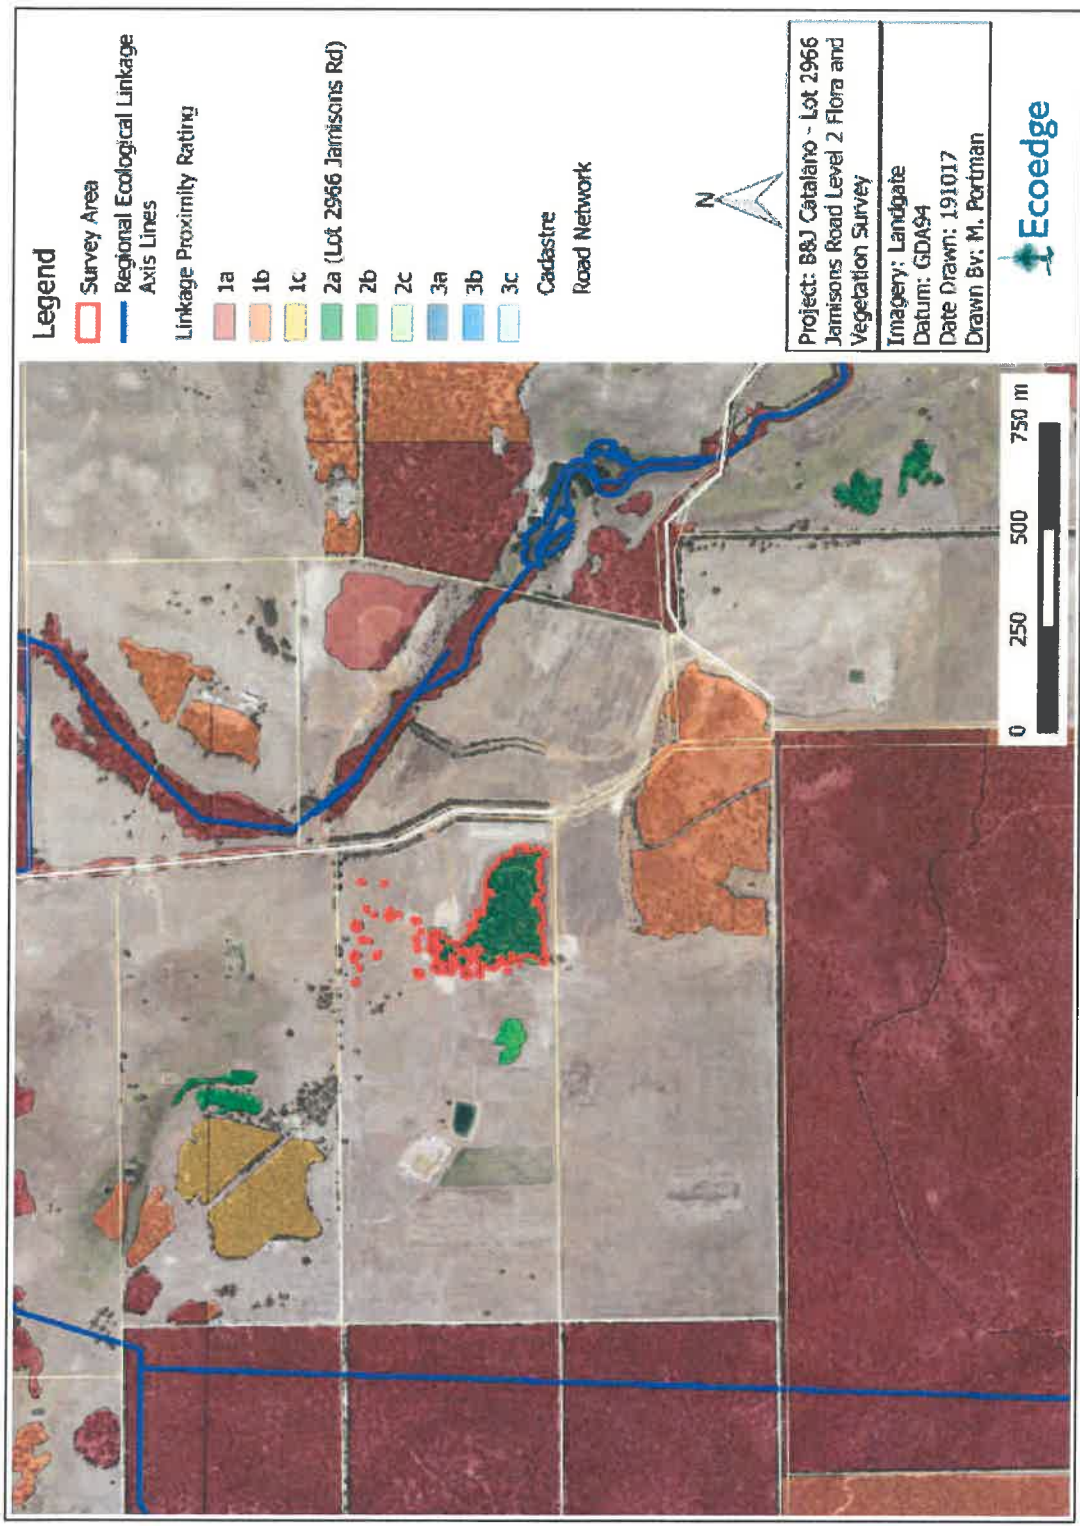 Legend
Survey Area
Regional Ecological Linkage
Axis Lines
Linkage Proximity Rating
1a
1b
1c
2a (Lot 2966 Jamisons Rd)
2b
2c
3a
3b
3c
Cadastre
Road Network
N
Project: B&J Catalano - Lot 2966
Jamisons Road Level 2 Flora and
Vegetation Survey
Imagery: Landgate
Datum: GDA94
Date Drawn: 191017
Drawn By: M. Portman
Ecoedge
0 250 500 750 m